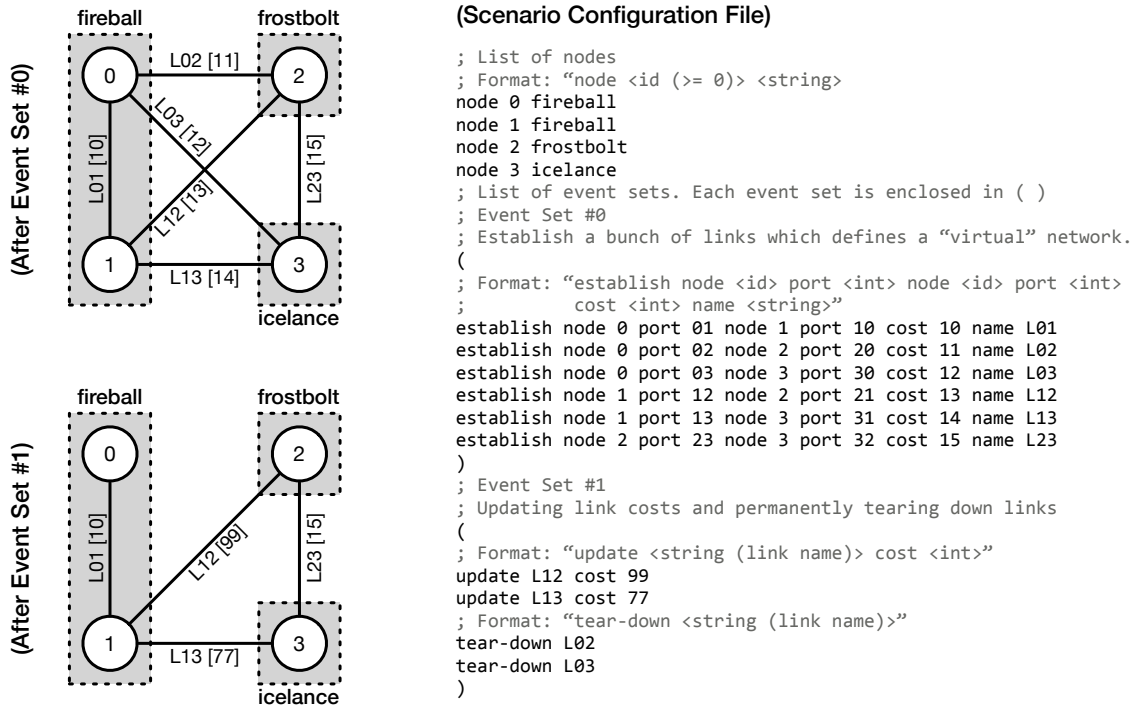 (After Event Set #0)
fireball
frostbolt
0
L02 [11]
2
L03 [12]
L01 [10]
L12 [13]
L23 [15]
1
L13 [14]
3
icelance
(After Event Set #1)
fireball
frostbolt
0
2
L01 [10]
L12 [99]
L23 [15]
1
L13 [77]
3
icelance
(Scenario Configuration File)
; List of nodes
; Format: “node <id (>= 0)> <string>
node 0 fireball
node 1 fireball
node 2 frostbolt
node 3 icelance
; List of event sets. Each event set is enclosed in ( )
; Event Set #0
; Establish a bunch of links which defines a “virtual” network.
(
; Format: “establish node <id> port <int> node <id> port <int>
;          cost <int> name <string>”
establish node 0 port 01 node 1 port 10 cost 10 name L01
establish node 0 port 02 node 2 port 20 cost 11 name L02
establish node 0 port 03 node 3 port 30 cost 12 name L03
establish node 1 port 12 node 2 port 21 cost 13 name L12
establish node 1 port 13 node 3 port 31 cost 14 name L13
establish node 2 port 23 node 3 port 32 cost 15 name L23
)
; Event Set #1
; Updating link costs and permanently tearing down links
(
; Format: “update <string (link name)> cost <int>”
update L12 cost 99
update L13 cost 77
; Format: “tear-down <string (link name)>”
tear-down L02
tear-down L03
)